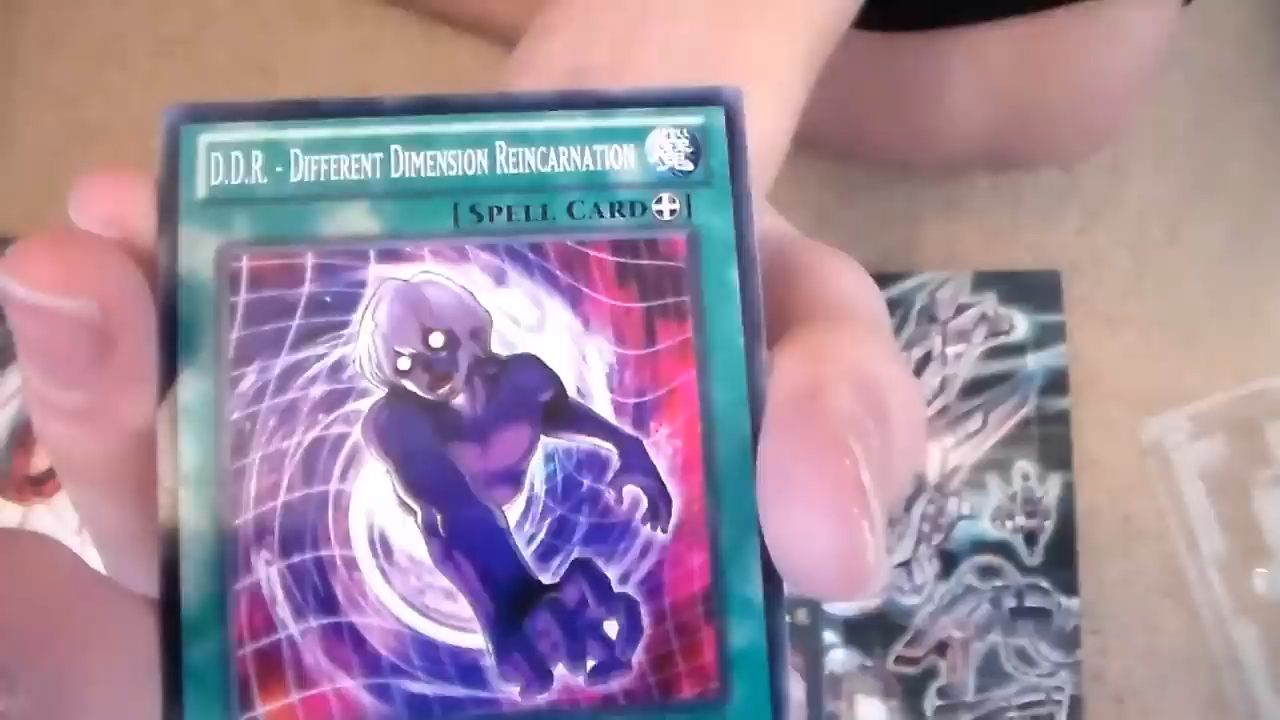 D.D.R. - DIFFERENT DIMENSION REINCARNATION
[SPELL CARD]